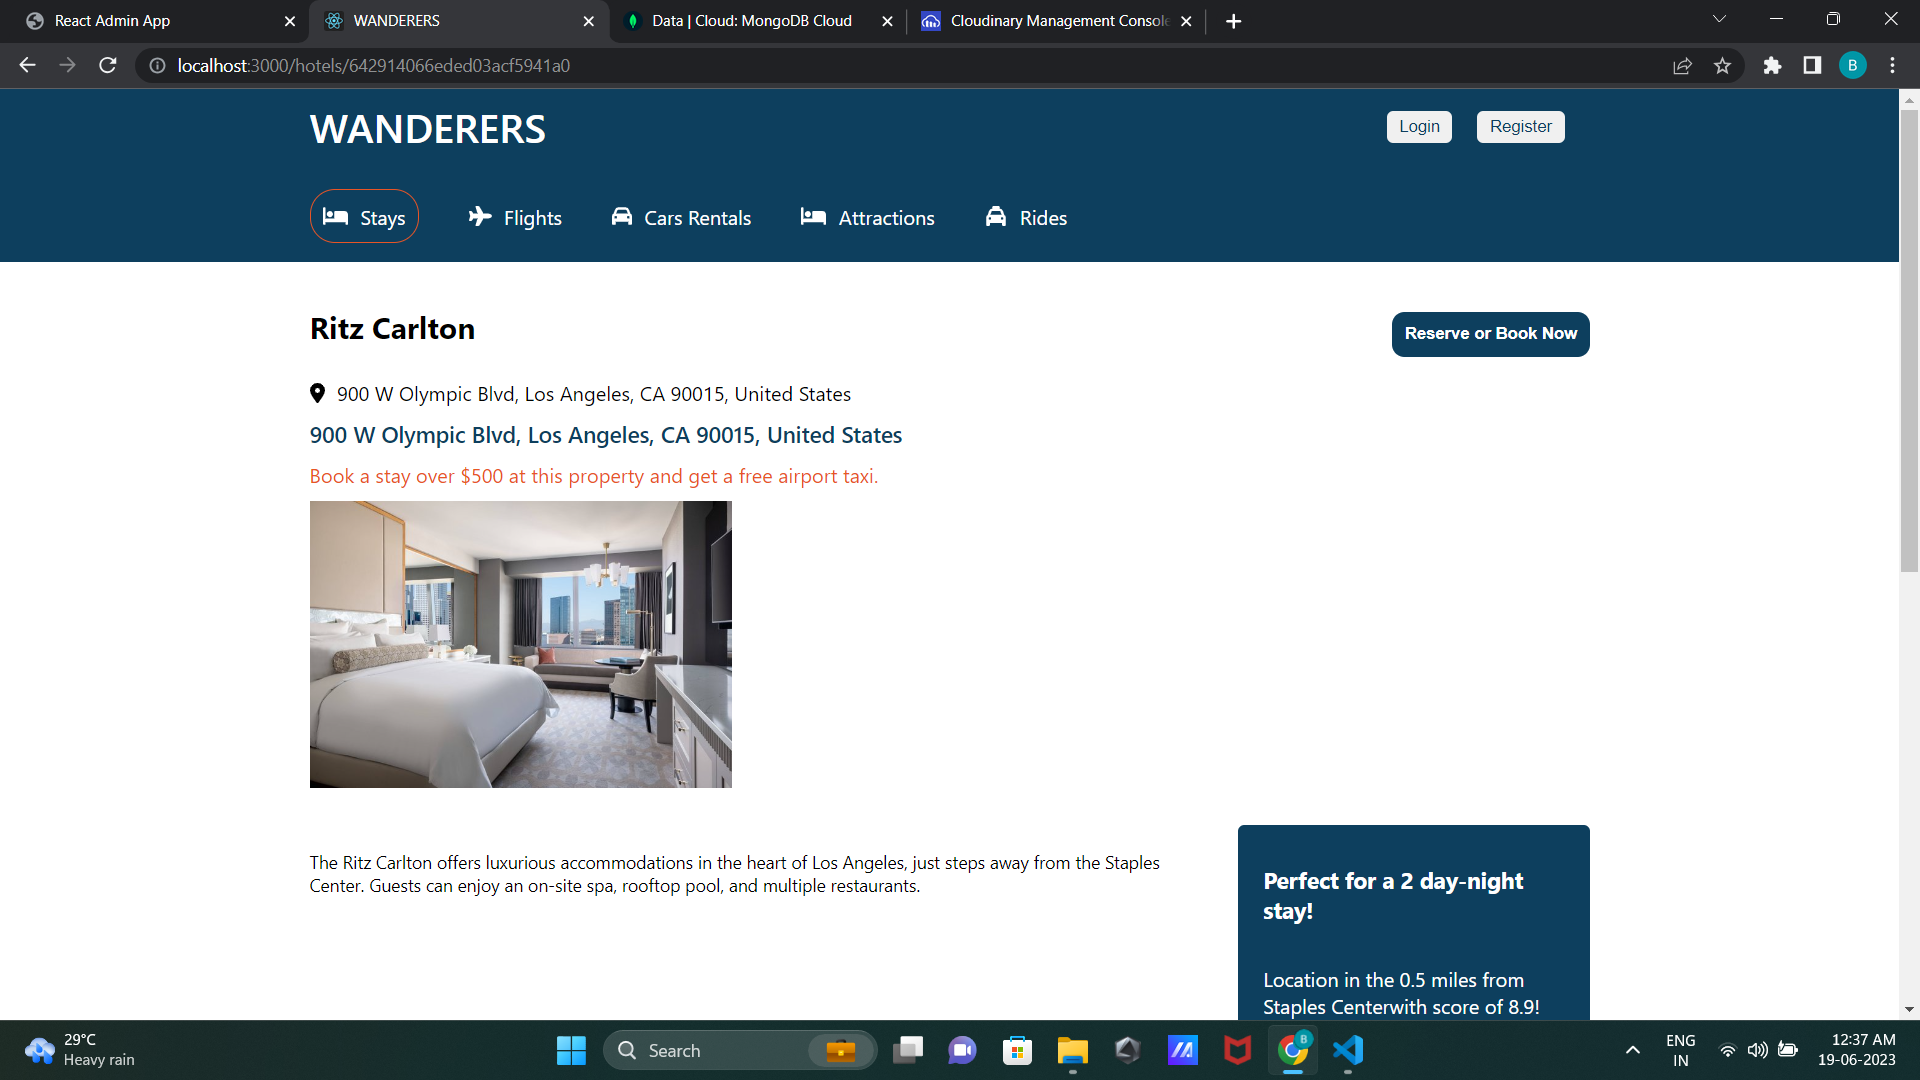 React Admin App
WANDERERS
Data | Cloud: MongoDB Cloud
Cloudinary Management Console
localhost:3000/hotels/642914066eded03acf5941a0
B
WANDERERS
Login
Register
Stays
Flights
Cars Rentals
Attractions
Rides
Ritz Carlton
Reserve or Book Now
900 W Olympic Blvd, Los Angeles, CA 90015, United States
900 W Olympic Blvd, Los Angeles, CA 90015, United States
Book a stay over $500 at this property and get a free airport taxi.
The Ritz Carlton offers luxurious accommodations in the heart of Los Angeles, just steps away from the Staples
Center. Guests can enjoy an on-site spa, rooftop pool, and multiple restaurants.
Perfect for a 2 day-night
stay!
Location in the 0.5 miles from
Staples Centerwith score of 8.9!
29°C
Heavy rain
Search
B
ENG
IN
12:37 AM
19-06-2023